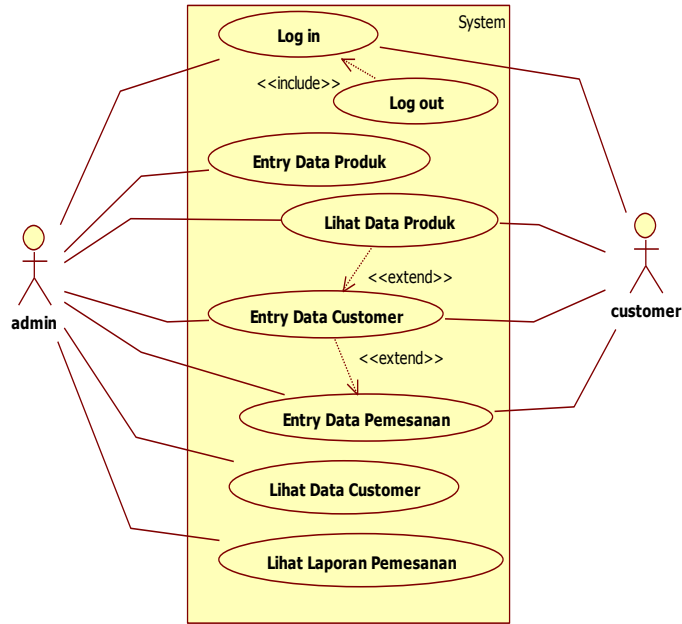 System
Log in
<<include>>
Log out
Entry Data Produk
Lihat Data Produk
<<extend>>
admin
Entry Data Customer
customer
<<extend>>
Entry Data Pemesanan
Lihat Data Customer
Lihat Laporan Pemesanan